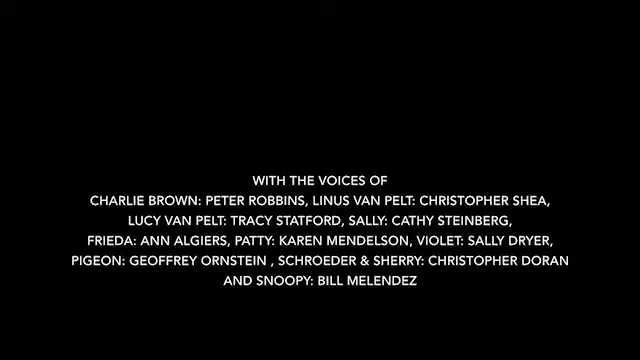 WITH THE VOICES OF
CHARLIE BROWN: PETER ROBBINS, LINUS VAN PELT: CHRISTOPHER SHEA,
LUCY VAN PELT: TRACY STATFORD, SALLY: CATHY STEINBERG,
FRIEDA: ANN ALGIERS, PATTY: KAREN MENDELSON, VIOLET: SALLY DRYER,
PIGEON: GEOFFREY ORNSTEIN , SCHROEDER & SHERRY: CHRISTOPHER DORAN
AND SNOOPY: BILL MELENDEZ